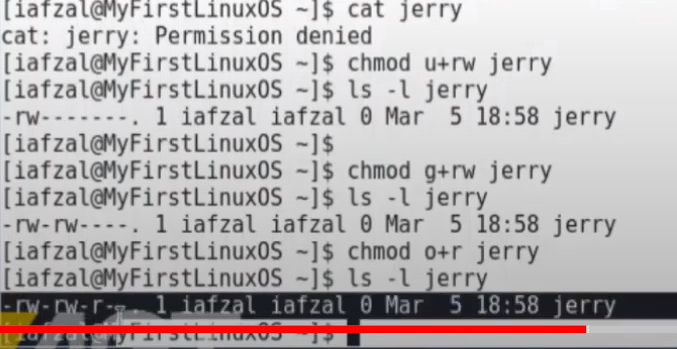 [iafzal@MyFirstLinuxOS ~]$ cat jerry
cat: jerry: Permission denied
[iafzal@MyFirstLinuxOS ~]$ chmod u+rw jerry
[iafzal@MyFirstLinuxOS ~]$ ls -l jerry
-rw-------. 1 iafzal iafzal 0 Mar  5 18:58 jerry
[iafzal@MyFirstLinuxOS ~]$
[iafzal@MyFirstLinuxOS ~]$ chmod g+rw jerry
[iafzal@MyFirstLinuxOS ~]$ ls -l jerry
-rw-rw----. 1 iafzal iafzal 0 Mar  5 18:58 jerry
[iafzal@MyFirstLinuxOS ~]$ chmod o+r jerry
[iafzal@MyFirstLinuxOS ~]$ ls -l jerry
-rw-rw-r--. 1 iafzal iafzal 0 Mar  5 18:58 jerry
[iafzal@MyFirstLinuxOS ~]$